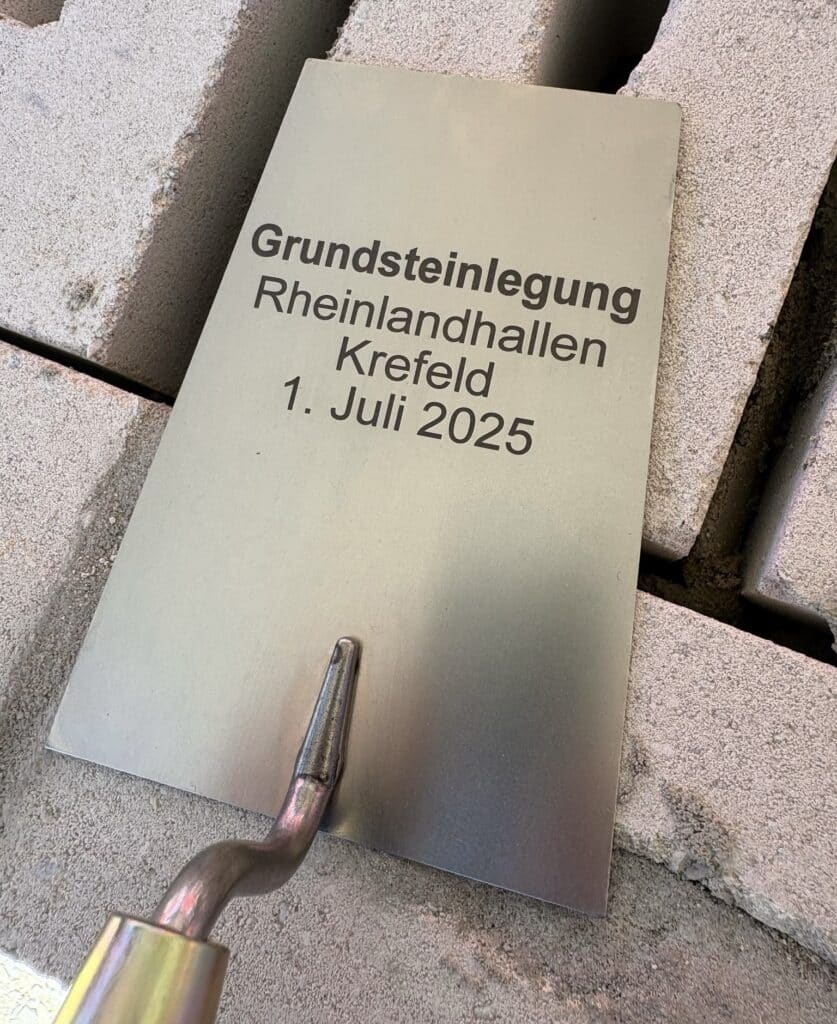 Grundsteinlegung
Rheinlandhallen
Krefeld
1. Juli 2025